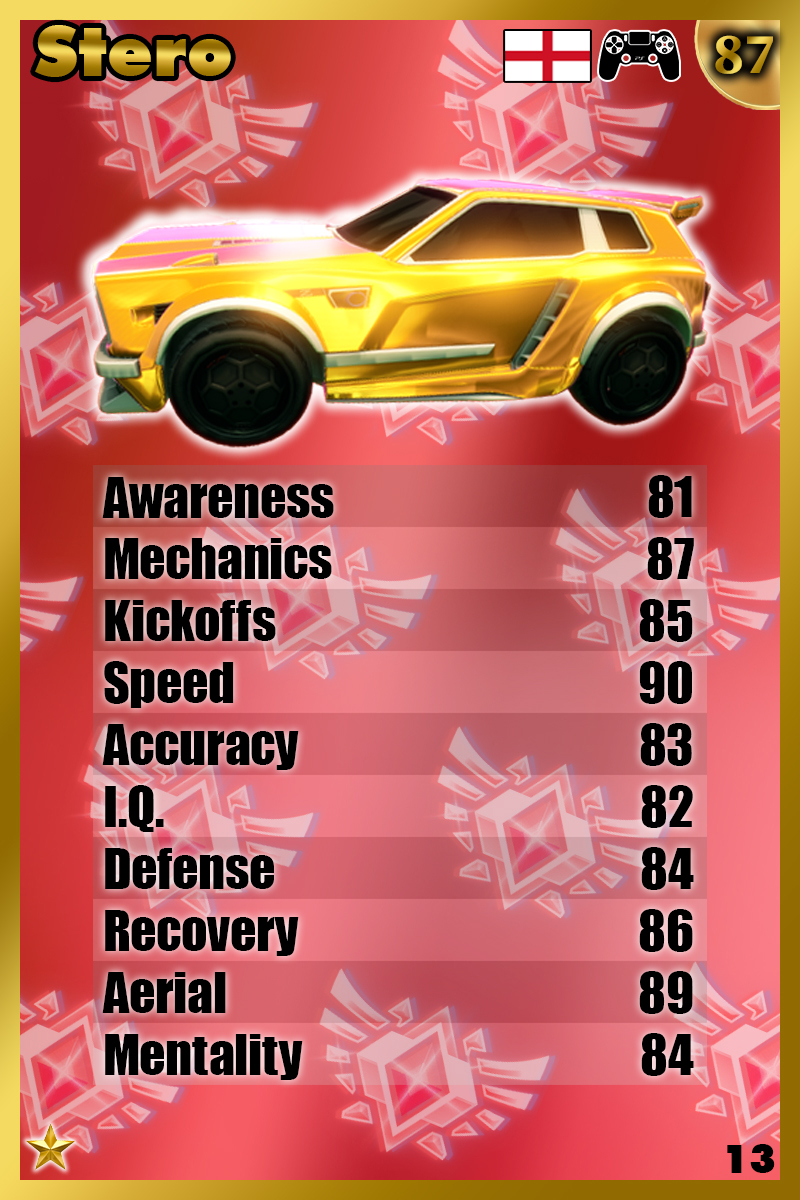 Stero
87
Awareness 81
Mechanics 87
Kickoffs 85
Speed 90
Accuracy 83
I.Q. 82
Defense 84
Recovery 86
Aerial 89
Mentality 84
13